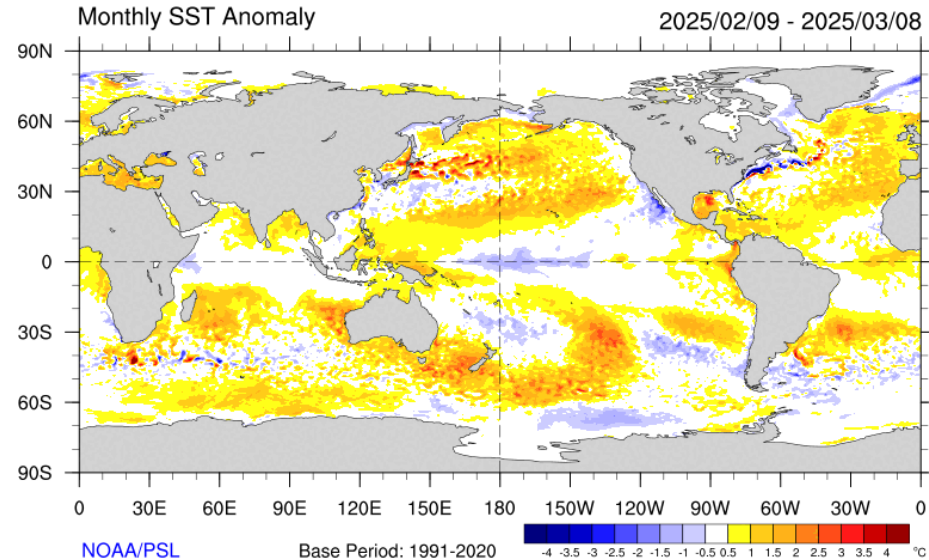 Monthly SST Anomaly 2025/02/09 - 2025/03/08
90N
60N
30N
0
30S
60S
90S
0 30E 60E 90E 120E 150E 180 150W 120W 90W 60W 30W 0
NOAA/PSL Base Period: 1991-2020
-4 -3.5 -3 -2.5 -2 -1.5 -1 -0.5 0.5 1 1.5 2 2.5 3 3.5 4 °C